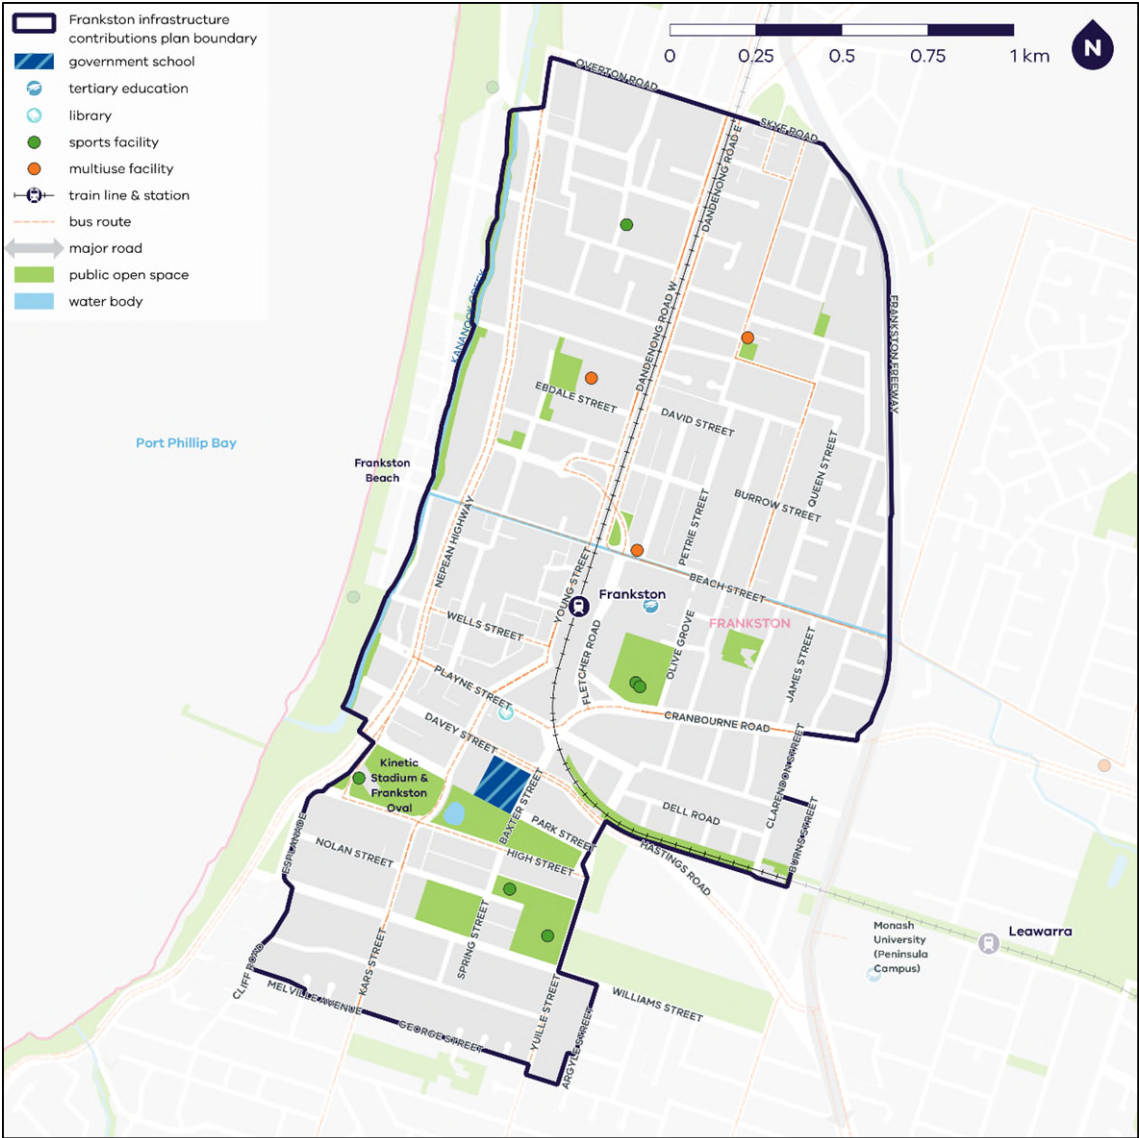 Frankston infrastructure
contributions plan boundary
government school
tertiary education
library
sports facility
multiuse facility
train line & station
bus route
major road
public open space
water body
0
0.25
0.5
0.75
1 km
N
OVERTON ROAD
SKYE ROAD
DANDENONG ROAD E
KANANOOK CREEK
DANDENONG ROAD W
FRANKSTON FREEWAY
EBDALE STREET
DAVID STREET
Port Phillip Bay
Frankston
Beach
QUEEN STREET
BURROW STREET
NEPEAN HIGHWAY
PETRIE STREET
YOUNG STREET
BEACH STREET
Frankston
FRANKSTON
WELLS STREET
FLETCHER ROAD
OLIVE GROVE
JAMES STREET
PLAYNE STREET
CRANBOURNE ROAD
DAVEY STREET
CLARENDON STREET
Kinetic
Stadium &
Frankston
Oval
BAXTER STREET
DELL ROAD
BURNS STREET
ESPLANADE
PARK STREET
NOLAN STREET
HIGH STREET
HASTINGS ROAD
SPRING STREET
KARS STREET
CLIFF ROAD
Monash
University
(Peninsula
Campus)
Leawarra
MELVILLE AVENUE
WILLIAMS STREET
GEORGE STREET
YUILLE STREET
ARGYLE STREET